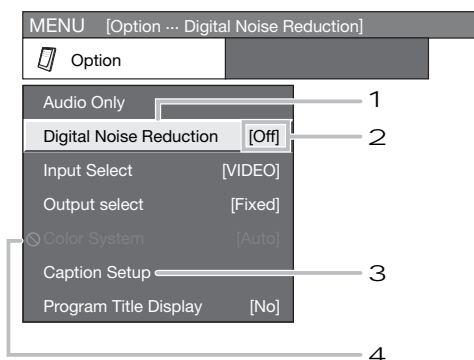 MENU [Option ··· Digital Noise Reduction]
Option
Audio Only
1
Digital Noise Reduction [Off]
2
Input Select [VIDEO]
Output select [Fixed]
Color System [Auto]
Caption Setup
3
Program Title Display [No]
4